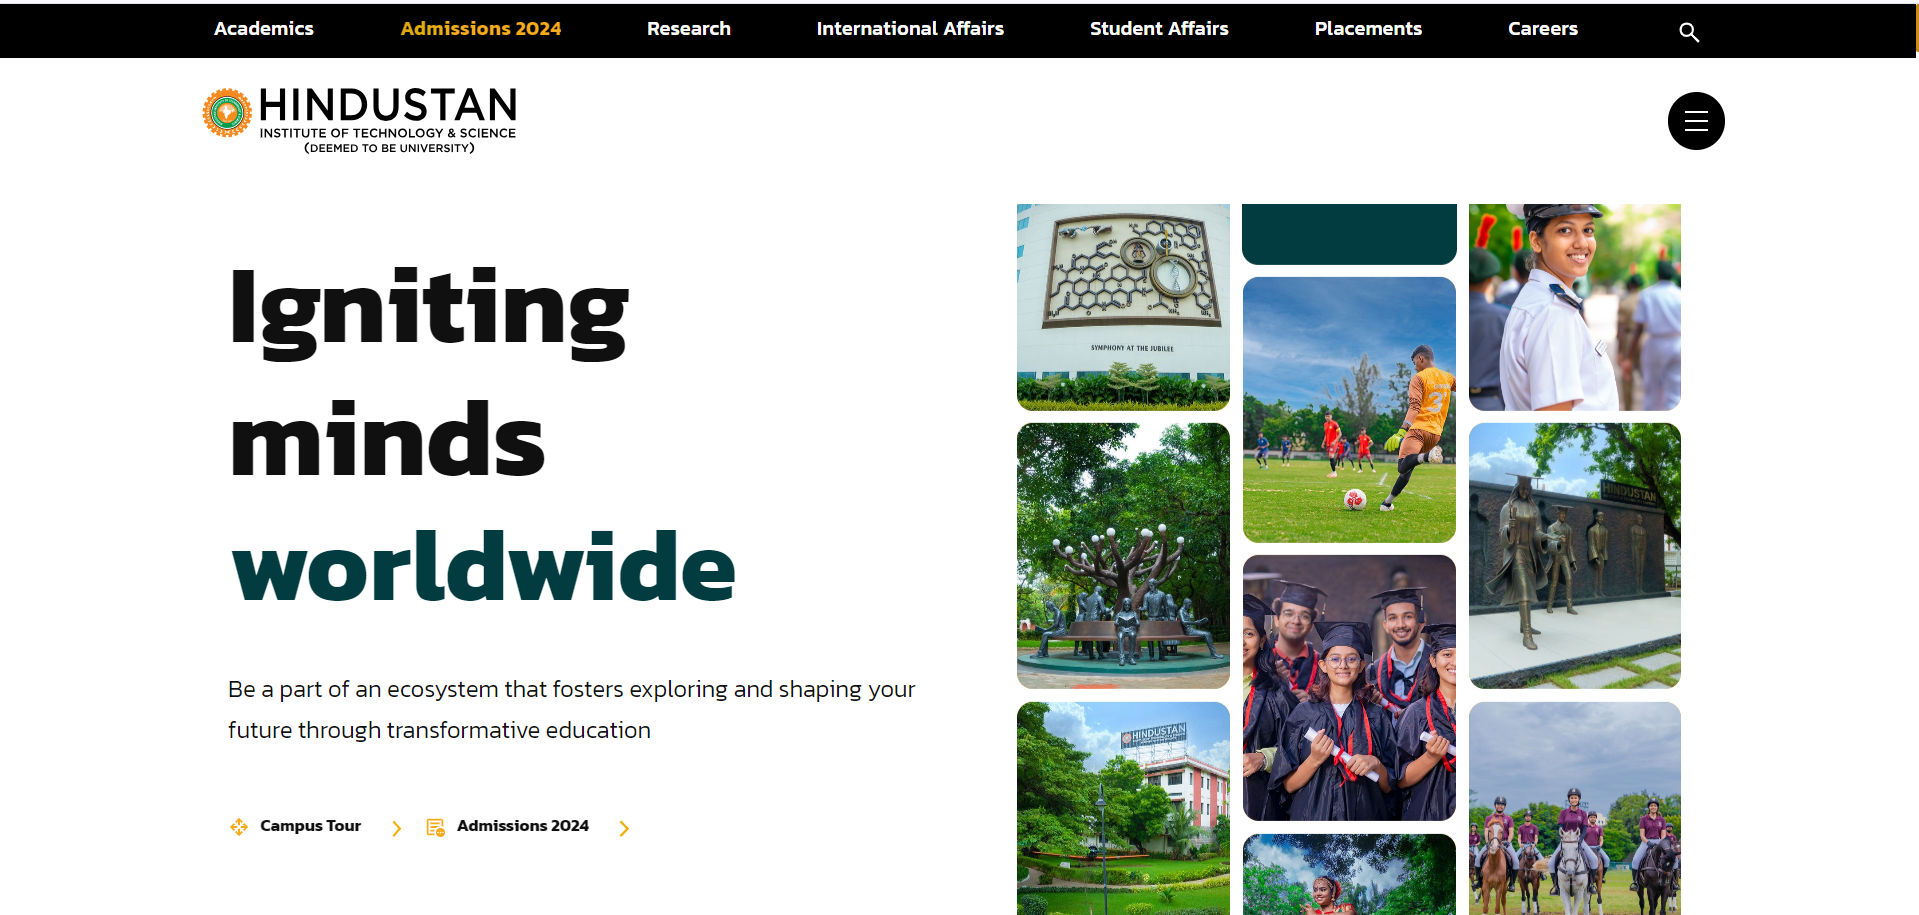 Academics
Admissions 2024
Research
International Affairs
Student Affairs
Placements
Careers
HINDUSTAN
INSTITUTE OF TECHNOLOGY & SCIENCE
(DEEMED TO BE UNIVERSITY)
Igniting
minds
worldwide
Be a part of an ecosystem that fosters exploring and shaping your
future through transformative education
Campus Tour
Admissions 2024
SYMPHONY AT THE JUBILEE
HINDUSTAN
HINDUSTAN